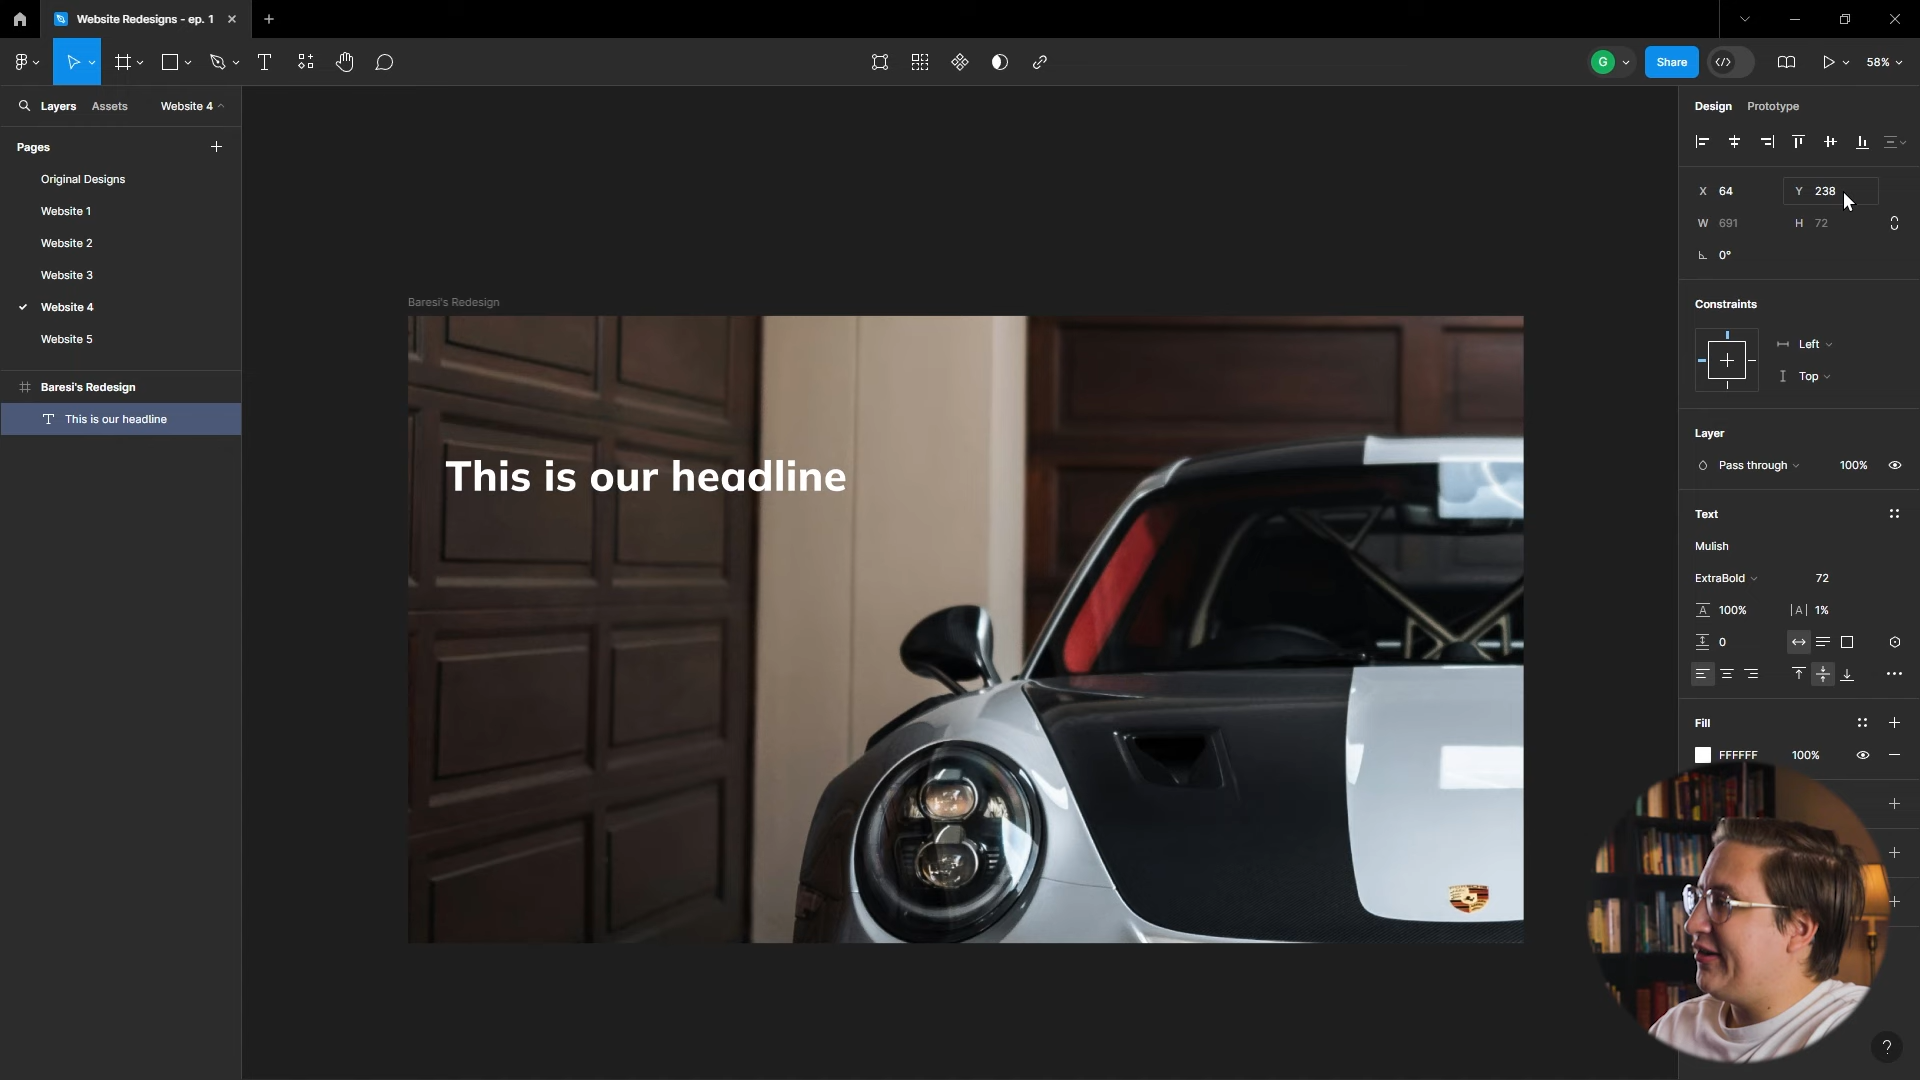 Website Redesigns - ep. 1
Share
58%
Layers Assets Website 4
Pages
Original Designs
Website 1
Website 2
Website 3
Website 4
Website 5
Baresi's Redesign
This is our headline
Baresi's Redesign
This is our headline
G
Design Prototype
X 64 Y 238
W 691 H 72
0°
Constraints
Left
Top
Layer
Pass through 100%
Text
Mulish
ExtraBold 72
100% 1%
0
Fill
FFFFFF 100%
?